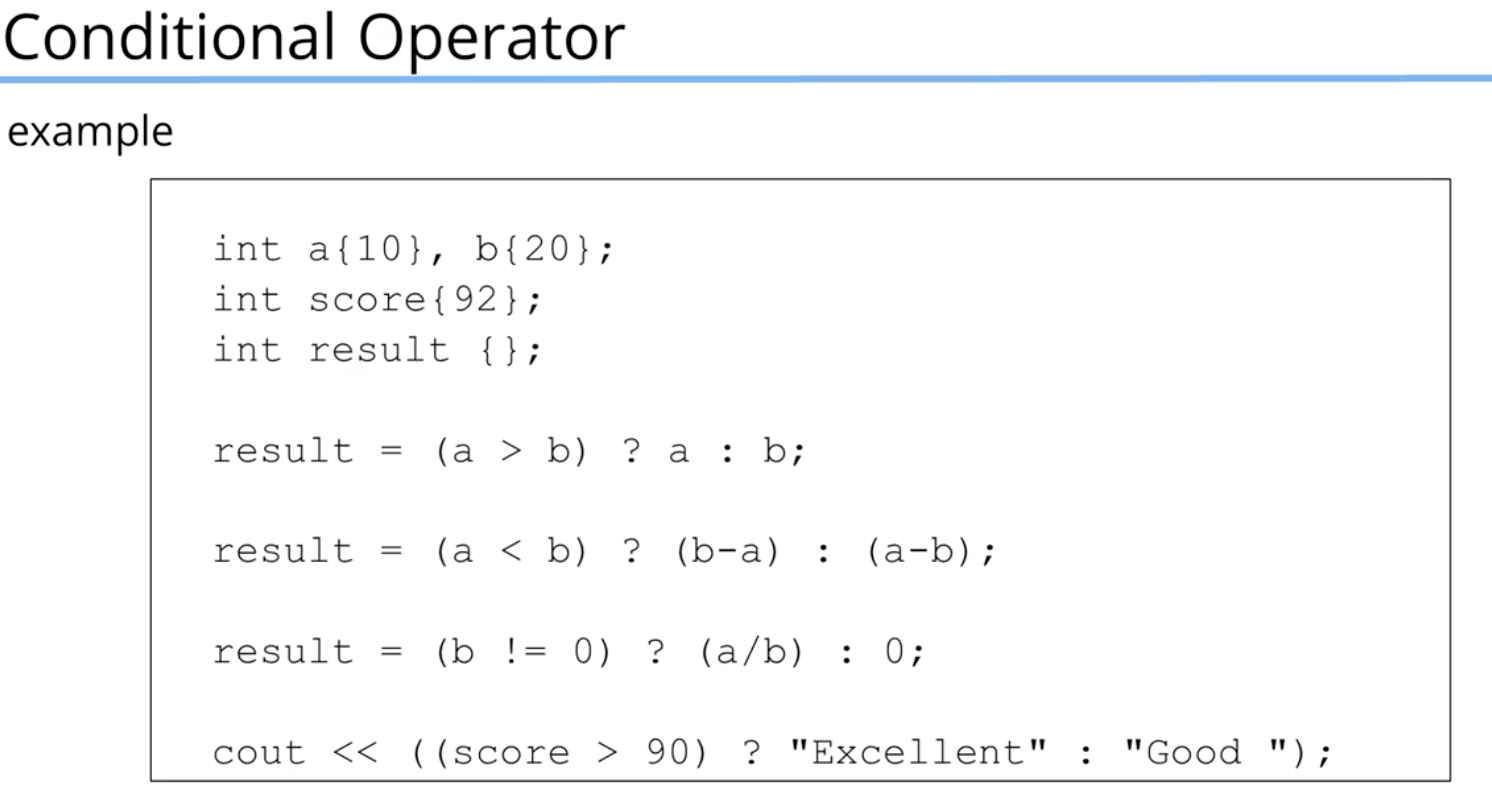 Conditional Operator
example
int a{10}, b{20};
int score{92};
int result {};
result = (a > b) ? a : b;
result = (a < b) ? (b-a) : (a-b);
result = (b != 0) ? (a/b) : 0;
cout << ((score > 90) ? "Excellent" : "Good ");